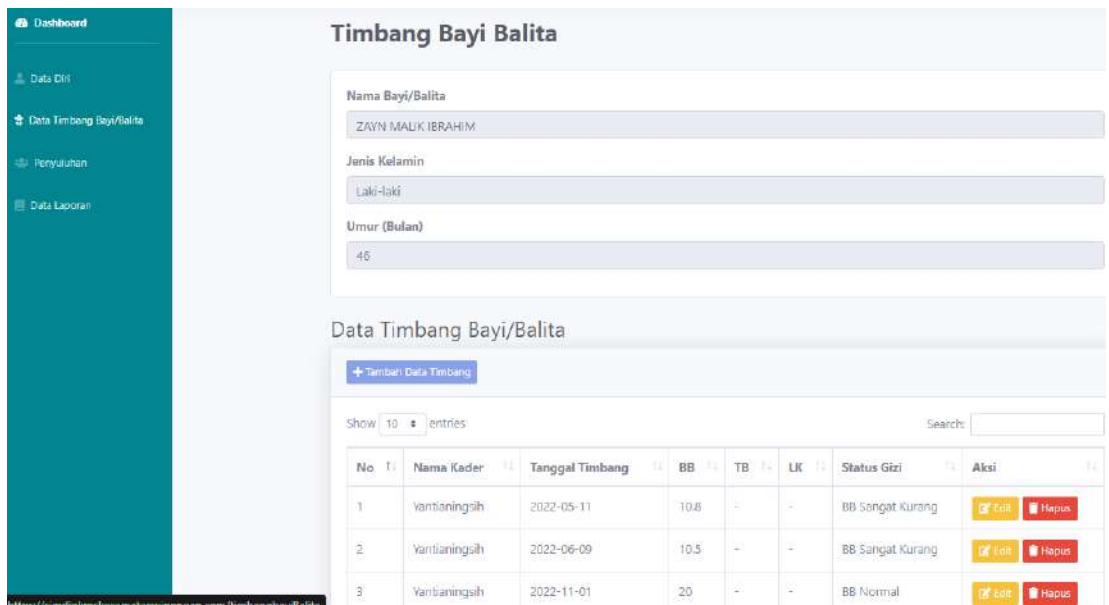 Dashboard
Data Diri
Data Timbang Bayi/Balita
Penyuluhan
Data Laporan
Timbang Bayi Balita
Nama Bayi/Balita
ZAYN MALIK IBRAHIM
Jenis Kelamin
Laki-laki
Umur (Bulan)
46
Data Timbang Bayi/Balita
Tambah Data Timbang
Show 10 entries
Search:
No Nama Kader Tanggal Timbang BB TB LK Status Gizi Aksi
1 Yantianingsih 2022-05-11 10.8 - - BB Sangat Kurang Edit Hapus
2 Yantianingsih 2022-06-09 10.5 - - BB Sangat Kurang Edit Hapus
3 Yantianingsih 2022-11-01 20 - - BB Normal Edit Hapus